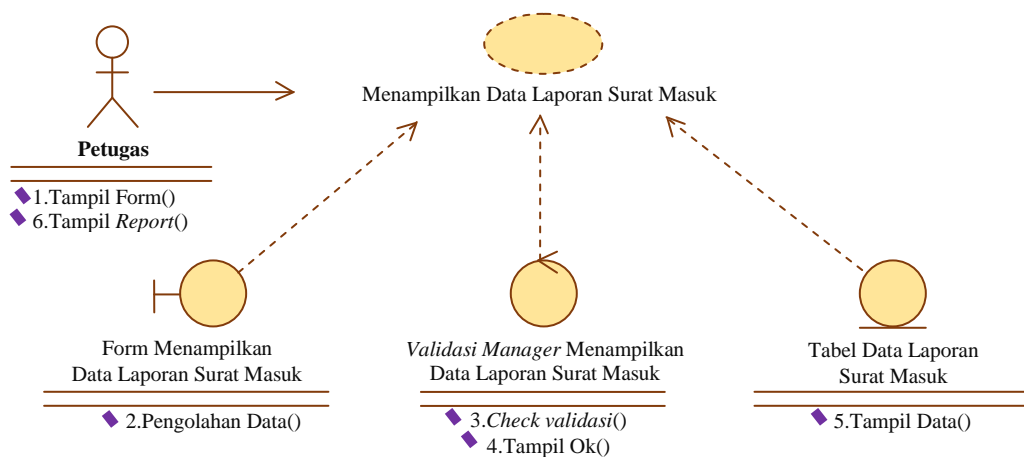 Menampilkan Data Laporan Surat Masuk
Petugas
1.Tampil Form()
6.Tampil Report()
Form Menampilkan
Data Laporan Surat Masuk
2.Pengolahan Data()
Validasi Manager Menampilkan
Data Laporan Surat Masuk
3.Check validasi()
4.Tampil Ok()
Tabel Data Laporan
Surat Masuk
5.Tampil Data()